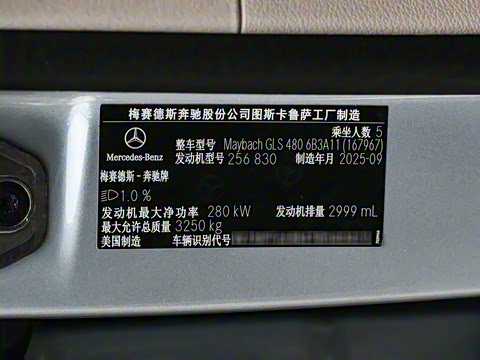 梅赛德斯奔驰股份公司图斯卡鲁萨工厂制造
乘坐人数 5
整车型号 Maybach GLS 480 6B3A11 (167967)
Mercedes-Benz 发动机型号 256 830 制造年月 2025-09
梅赛德斯-奔驰牌
1.0 %
发动机最大净功率 280 kW 发动机排量 2999 mL
最大允许总质量 3250 kg
美国制造 车辆识别代号